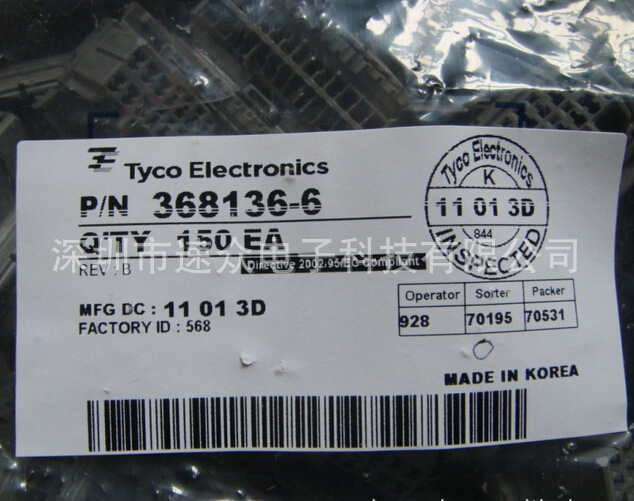 TE Tyco Electronics
P/N 368136-6
Q'TY 150 EA
REV : B
Directive 2002/95/EC Compliant
深圳市速众电子科技有限公司
MFG DC : 11 01 3D
FACTORY ID : 568
Tyco Electronics
K
11 01 3D
844
INSPECTED
Operator Sorter Packer
928 70195 70531
MADE IN KOREA